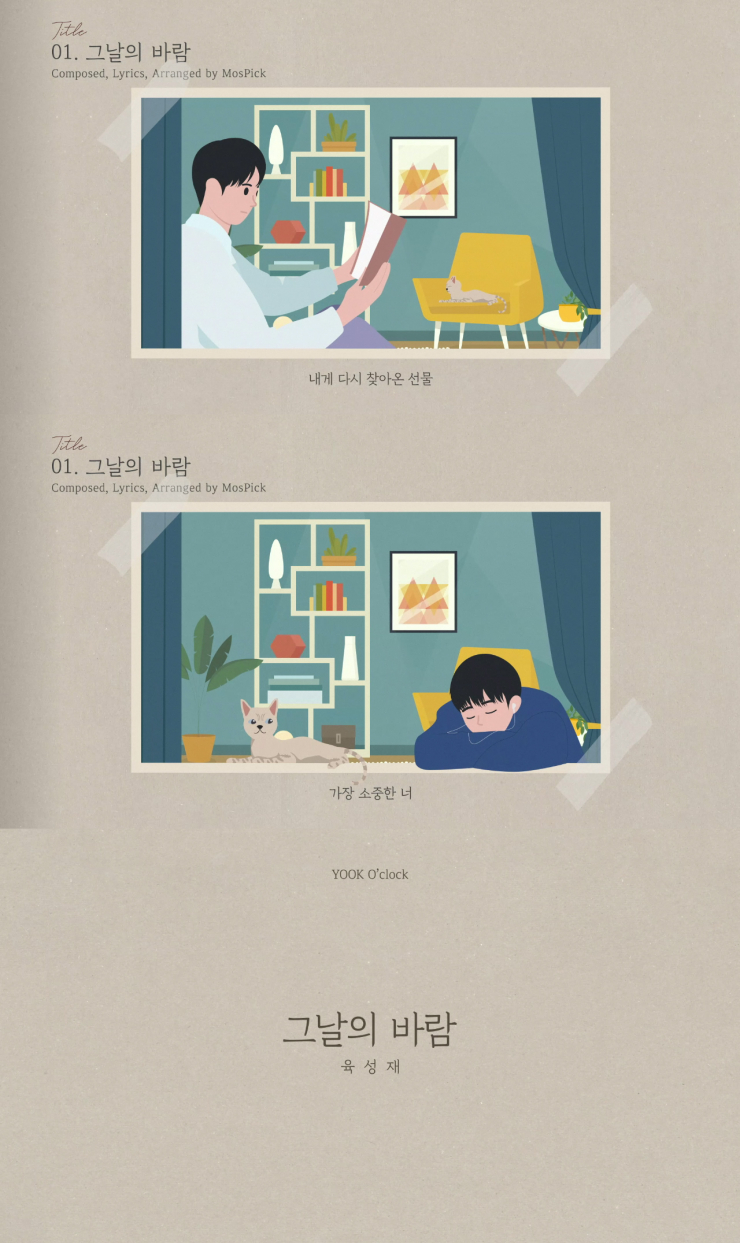 Title
01. 그날의 바람
Composed, Lyrics, Arranged by MosPick
내게 다시 찾아온 선물
Title
01. 그날의 바람
Composed, Lyrics, Arranged by MosPick
가장 소중한 너
YOOK O'clock
그날의 바람
육성재